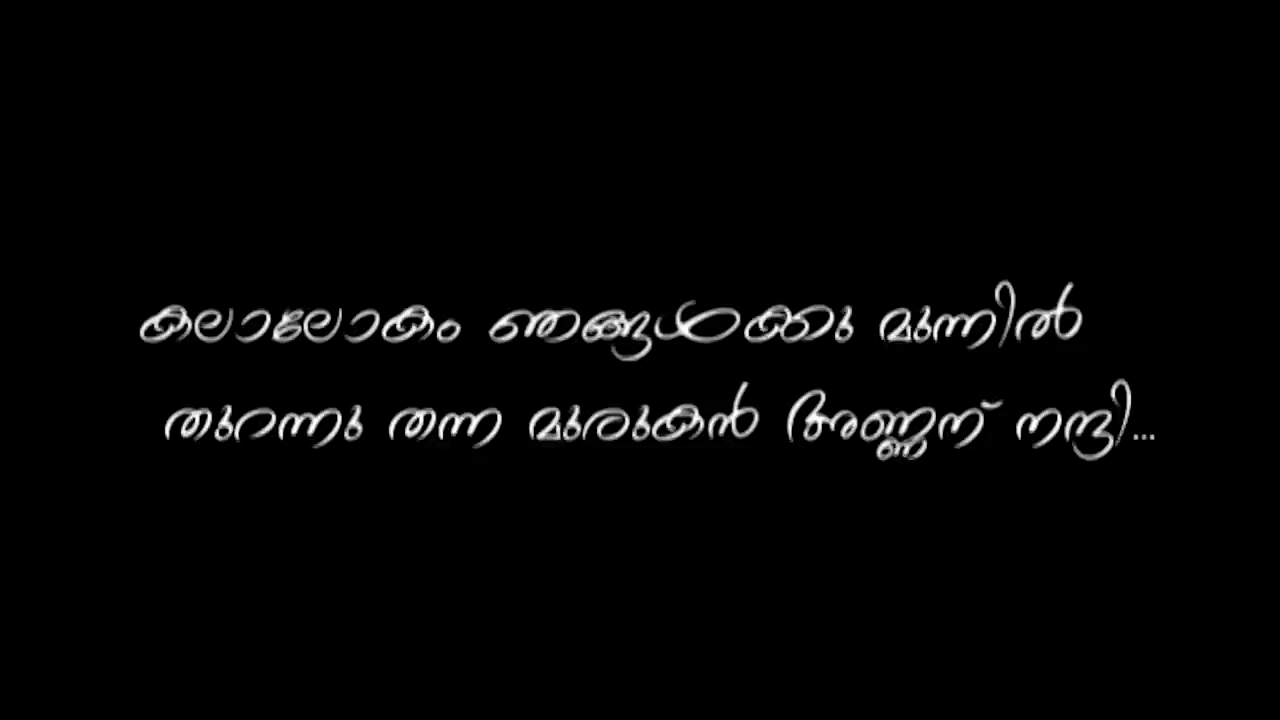 കലാലോകം ഞങ്ങൾക്കു മുന്നിൽ
തുറന്നു തന്ന മുരുകൻ അണ്ണന് നന്ദി...